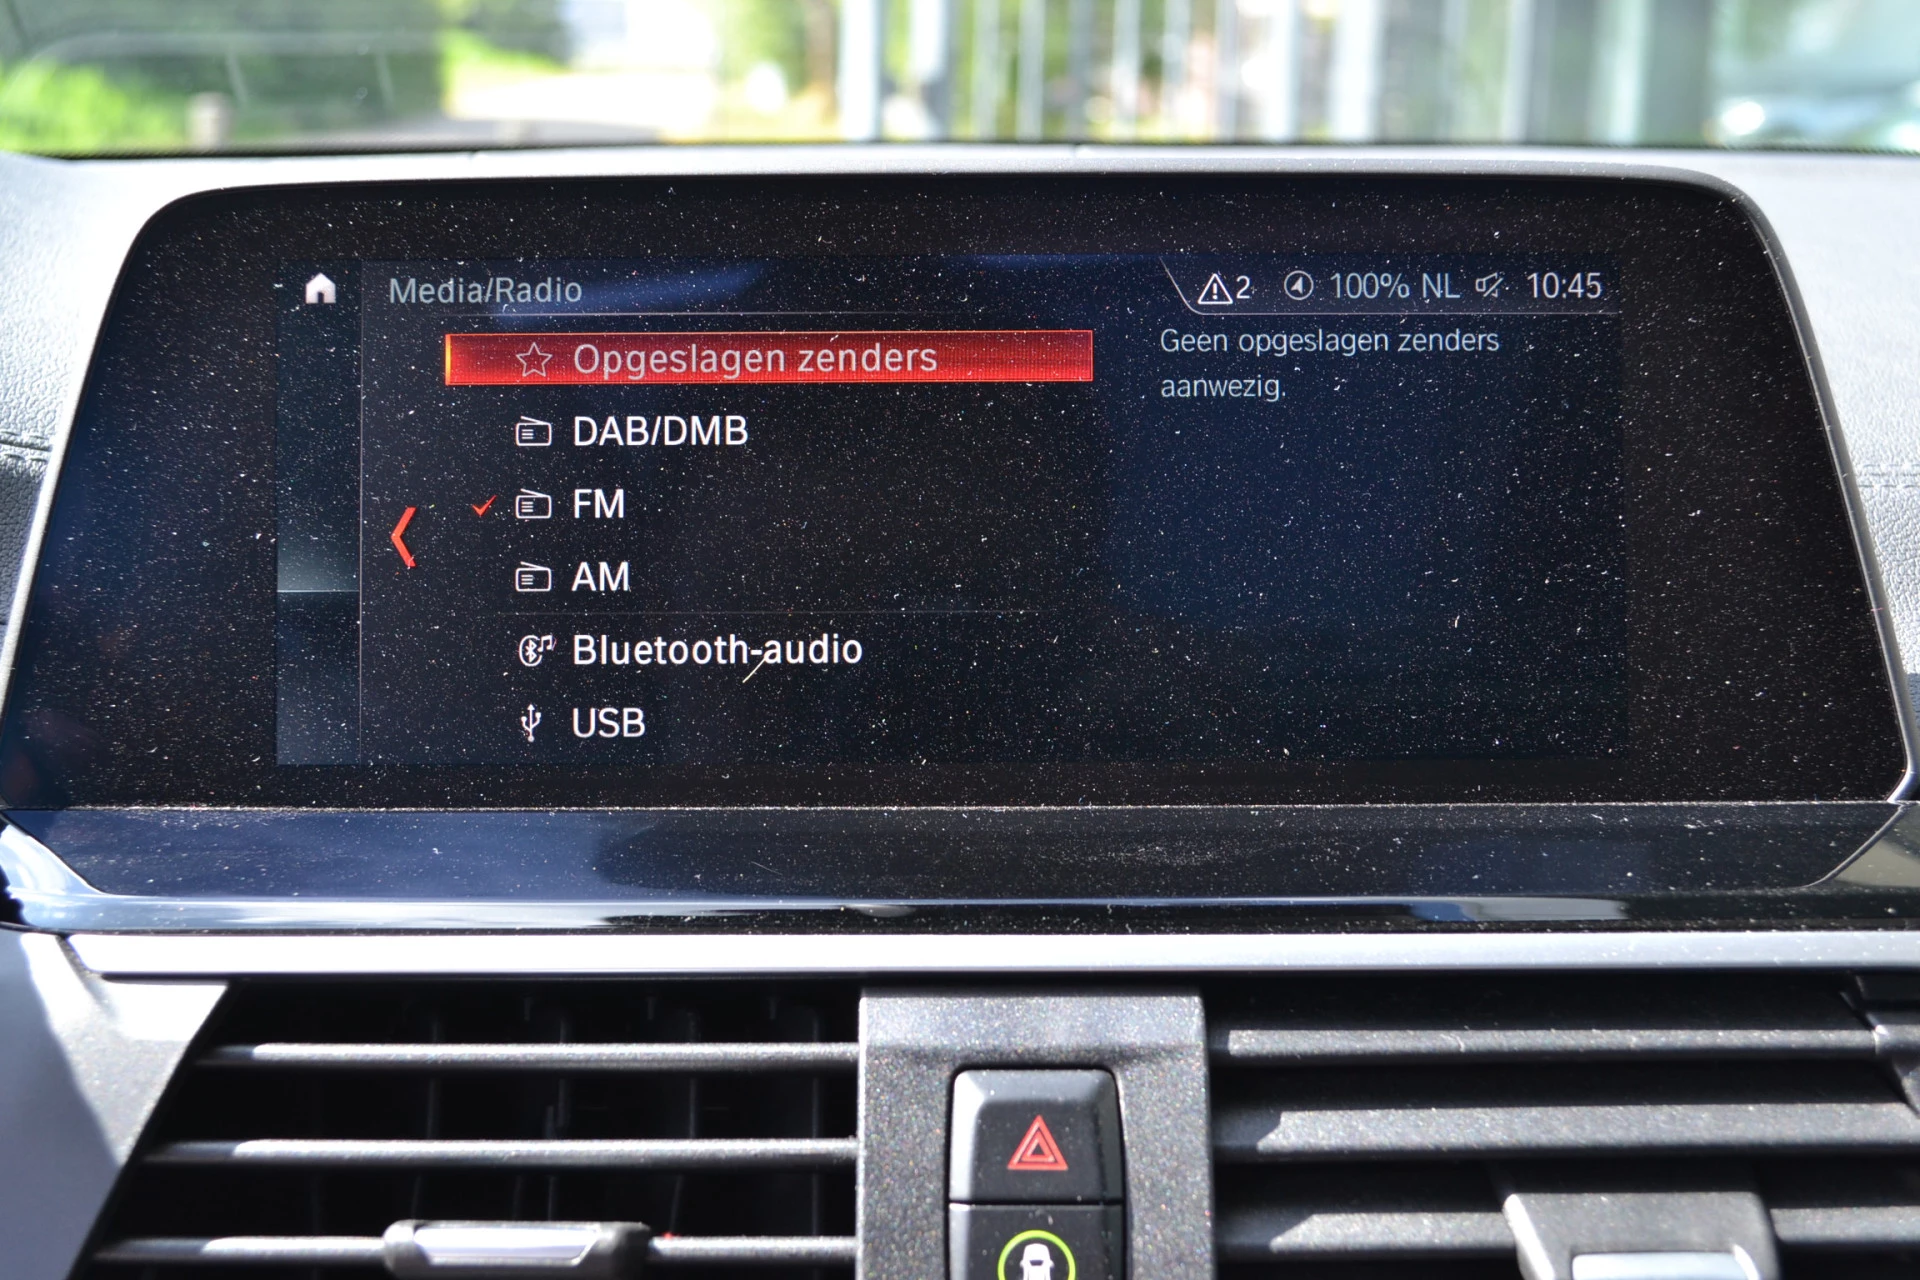 Media/Radio
2 100% NL 10:45
Opgeslagen zenders
DAB/DMB
FM
AM
Bluetooth-audio
USB
Geen opgeslagen zenders
aanwezig.